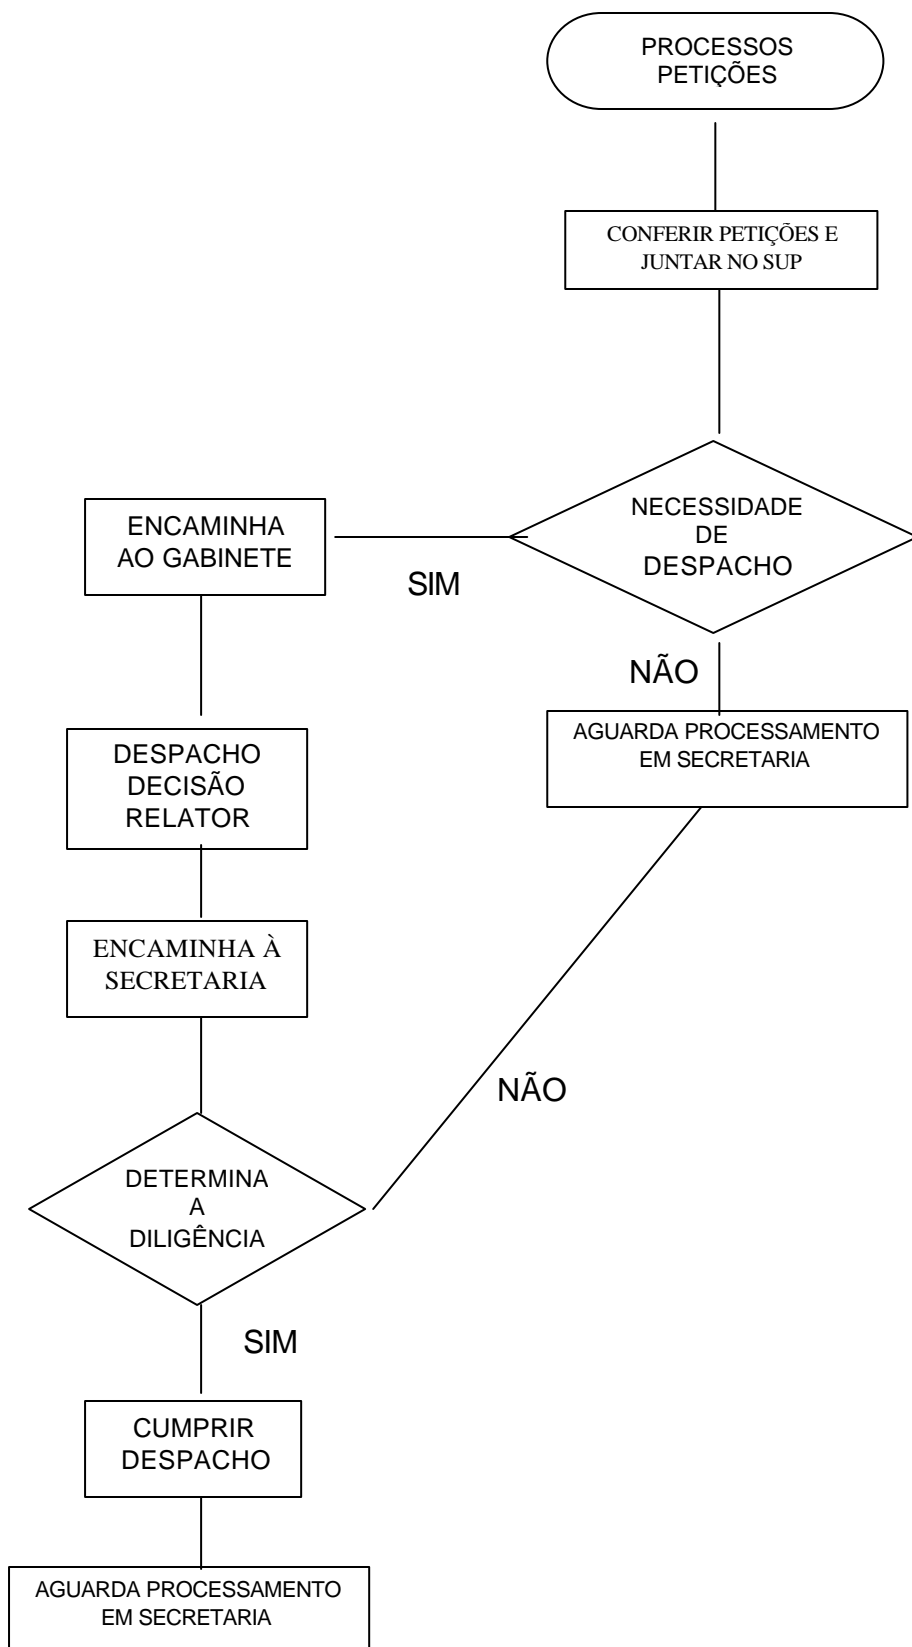 PROCESSOS
PETIÇÕES
CONFERIR PETIÇÕES E
JUNTAR NO SUP
NECESSIDADE
DE
DESPACHO
ENCAMINHA
AO GABINETE
SIM
NÃO
AGUARDA PROCESSAMENTO
EM SECRETARIA
DESPACHO
DECISÃO
RELATOR
ENCAMINHA À
SECRETARIA
NÃO
DETERMINA
A
DILIGÊNCIA
SIM
CUMPRIR
DESPACHO
AGUARDA PROCESSAMENTO
EM SECRETARIA